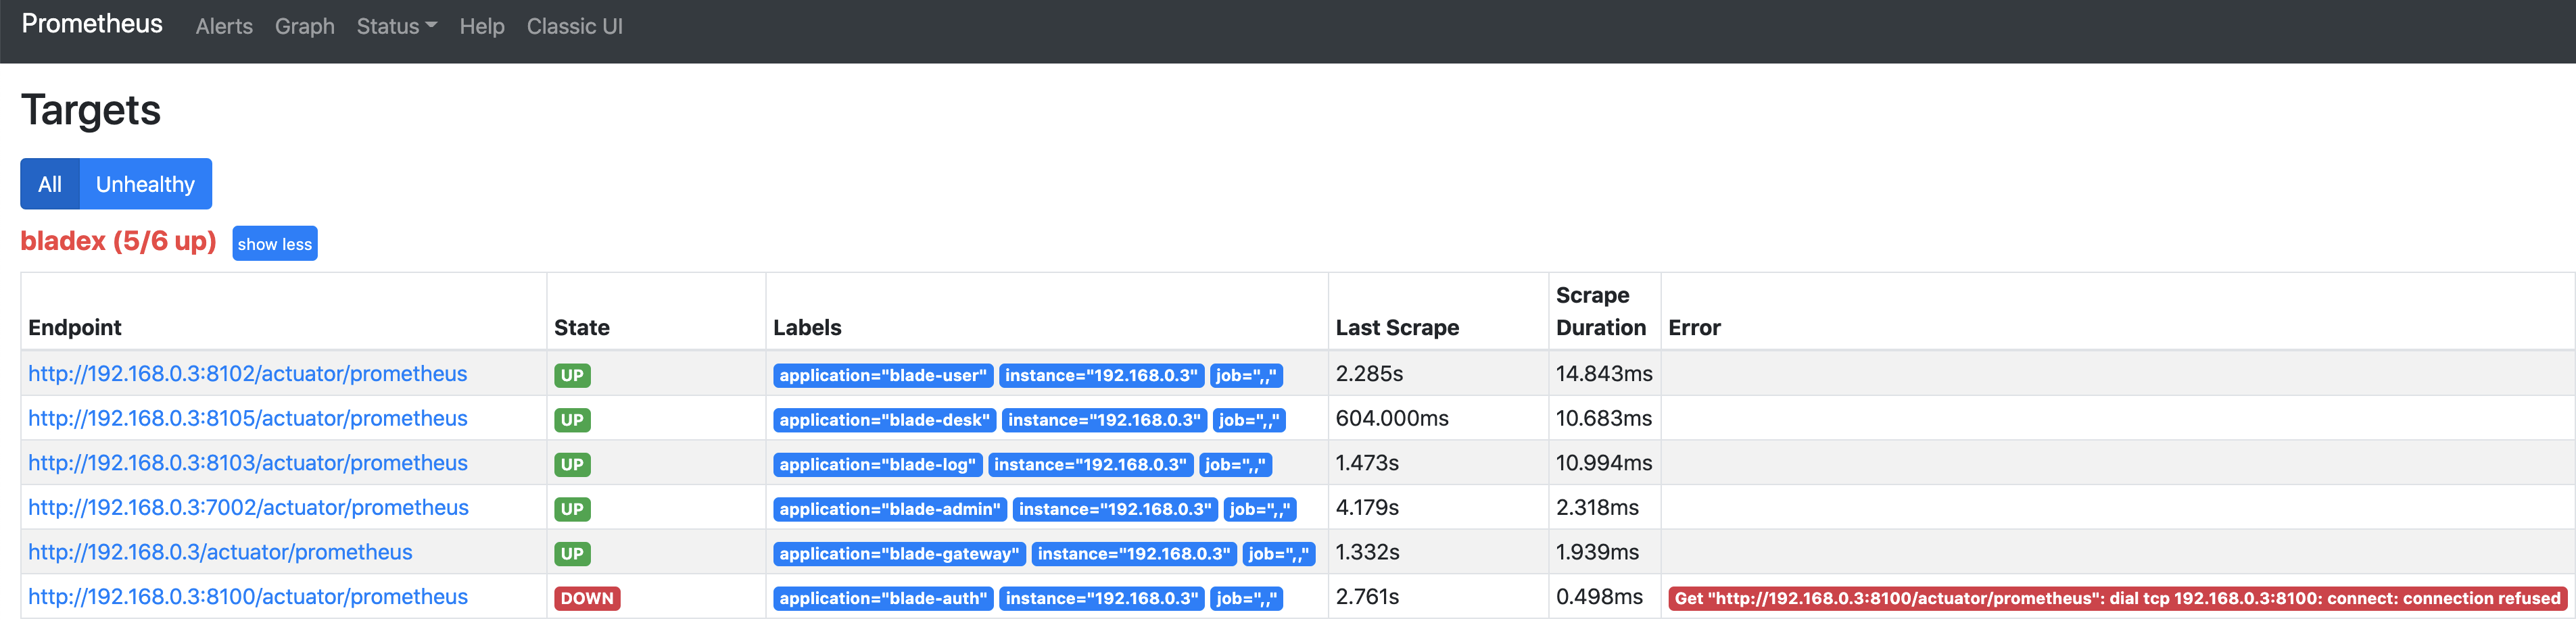 Prometheus Alerts Graph Status Help Classic UI
Targets
All Unhealthy
bladex (5/6 up) show less
Endpoint State Labels Last Scrape Scrape Duration Error
http://192.168.0.3:8102/actuator/prometheus UP application="blade-user" instance="192.168.0.3" job=",," 2.285s 14.843ms
http://192.168.0.3:8105/actuator/prometheus UP application="blade-desk" instance="192.168.0.3" job=",," 604.000ms 10.683ms
http://192.168.0.3:8103/actuator/prometheus UP application="blade-log" instance="192.168.0.3" job=",," 1.473s 10.994ms
http://192.168.0.3:7002/actuator/prometheus UP application="blade-admin" instance="192.168.0.3" job=",," 4.179s 2.318ms
http://192.168.0.3/actuator/prometheus UP application="blade-gateway" instance="192.168.0.3" job=",," 1.332s 1.939ms
http://192.168.0.3:8100/actuator/prometheus DOWN application="blade-auth" instance="192.168.0.3" job=",," 2.761s 0.498ms Get "http://192.168.0.3:8100/actuator/prometheus": dial tcp 192.168.0.3:8100: connect: connection refused